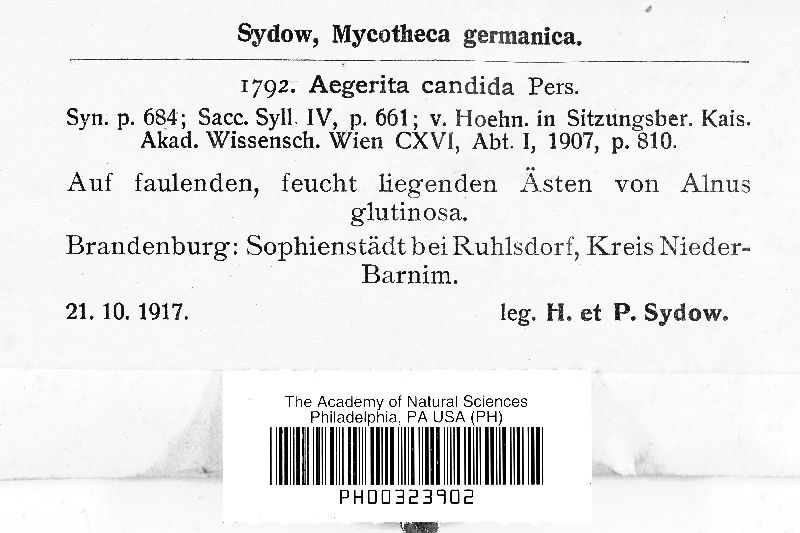 Sydow, Mycotheca germanica.
1792. Aegerita candida Pers.
Syn. p. 684; Sacc. Syll. IV, p. 661; v. Hoehn. in Sitzungsber. Kais.
Akad. Wissensch. Wien CXVI, Abt. I, 1907, p. 810.
Auf faulenden, feucht liegenden Ästen von Alnus
glutinosa.
Brandenburg: Sophienstädt bei Ruhlsdorf, Kreis Nieder-
Barnim.
21. 10. 1917. leg. H. et P. Sydow.
The Academy of Natural Sciences
Philadelphia, PA USA (PH)
PH00323902